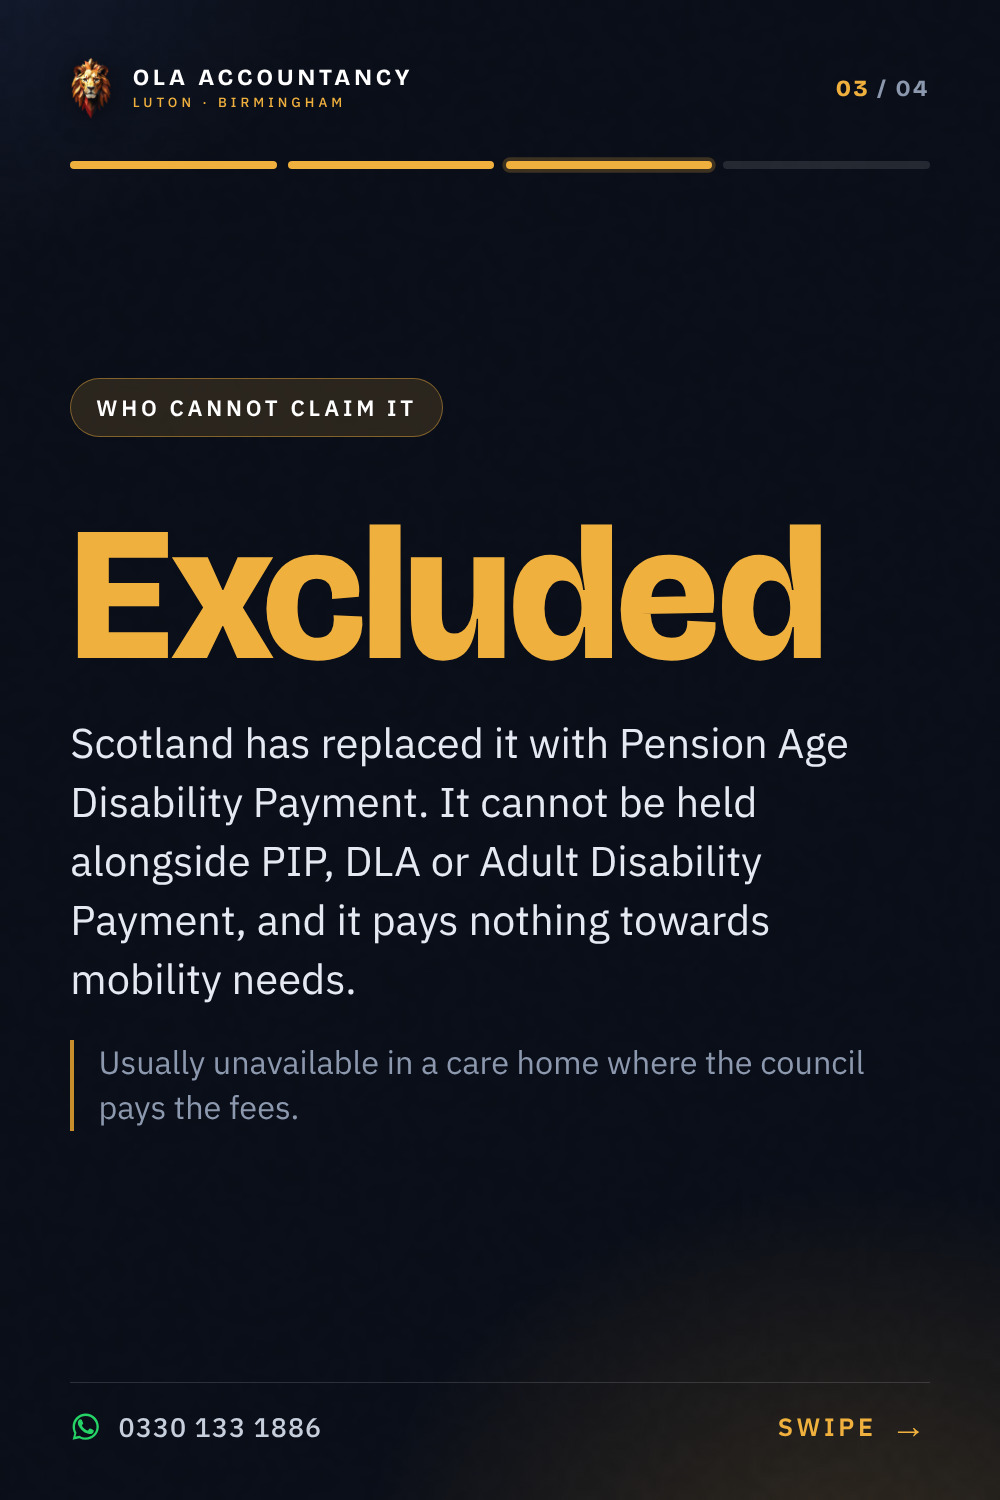 OLA ACCOUNTANCY
LUTON · BIRMINGHAM
03 / 04
WHO CANNOT CLAIM IT
Excluded
Scotland has replaced it with Pension Age
Disability Payment. It cannot be held
alongside PIP, DLA or Adult Disability
Payment, and it pays nothing towards
mobility needs.
Usually unavailable in a care home where the council
pays the fees.
0330 133 1886
SWIPE →